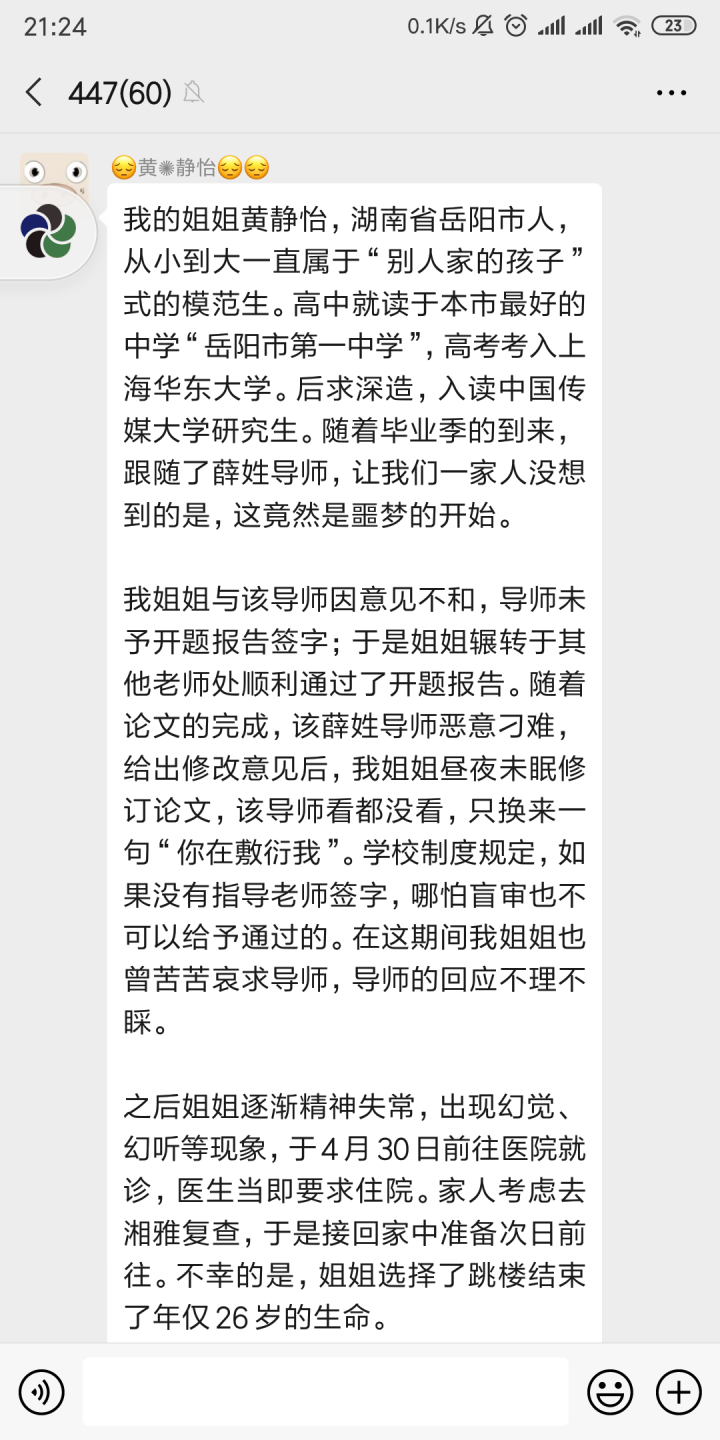 21:24
0.1K/s
23
447(60)
黄✺静怡
我的姐姐黄静怡，湖南省岳阳市人，
从小到大一直属于“别人家的孩子”
式的模范生。高中就读于本市最好的
中学“岳阳市第一中学”，高考考入上
海华东大学。后求深造，入读中国传
媒大学研究生。随着毕业季的到来，
跟随了薛姓导师，让我们一家人没想
到的是，这竟然是噩梦的开始。
我姐姐与该导师因意见不和，导师未
予开题报告签字；于是姐姐辗转于其
他老师处顺利通过了开题报告。随着
论文的完成，该薛姓导师恶意刁难，
给出修改意见后，我姐姐昼夜未眠修
订论文，该导师看都没看，只换来一
句“你在敷衍我”。学校制度规定，如
果没有指导老师签字，哪怕盲审也不
可以给予通过的。在这期间我姐姐也
曾苦苦哀求导师，导师的回应不理不
睬。
之后姐姐逐渐精神失常，出现幻觉、
幻听等现象，于4月30日前往医院就
诊，医生当即要求住院。家人考虑去
湘雅复查，于是接回家中准备次日前
往。不幸的是，姐姐选择了跳楼结束
了年仅26岁的生命。